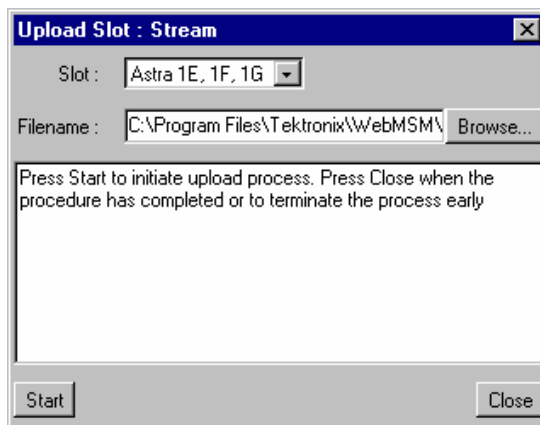 Upload Slot : Stream
Slot : Astra 1E, 1F, 1G
Filename : C:\Program Files\Tektronix\WebMSM\ Browse...
Press Start to initiate upload process. Press Close when the
procedure has completed or to terminate the process early
Start Close